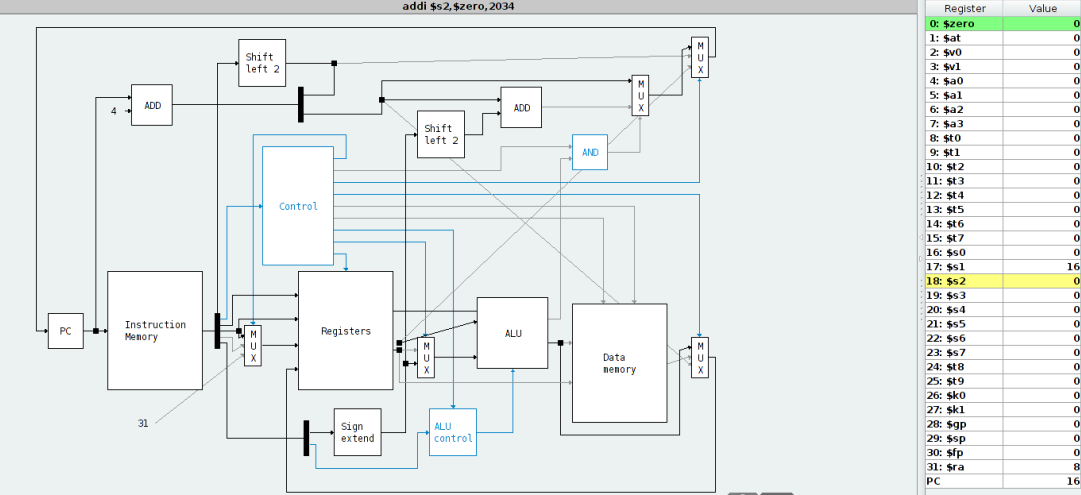 addi $s2,$zero,2034
Shift
left 2
4
ADD
Shift
left 2
ADD
M
U
X
M
U
X
AND
Control
PC
Instruction
Memory
M
U
X
31
Registers
Sign
extend
M
U
X
ALU
control
ALU
Data
memory
M
U
X
Register Value
0: $zero 0
1: $at 0
2: $v0 0
3: $v1 0
4: $a0 0
5: $a1 0
6: $a2 0
7: $a3 0
8: $t0 0
9: $t1 0
10: $t2 0
11: $t3 0
12: $t4 0
13: $t5 0
14: $t6 0
15: $t7 0
16: $s0 0
17: $s1 16
18: $s2 0
19: $s3 0
20: $s4 0
21: $s5 0
22: $s6 0
23: $s7 0
24: $t8 0
25: $t9 0
26: $k0 0
27: $k1 0
28: $gp 0
29: $sp 0
30: $fp 0
31: $ra 8
PC 16